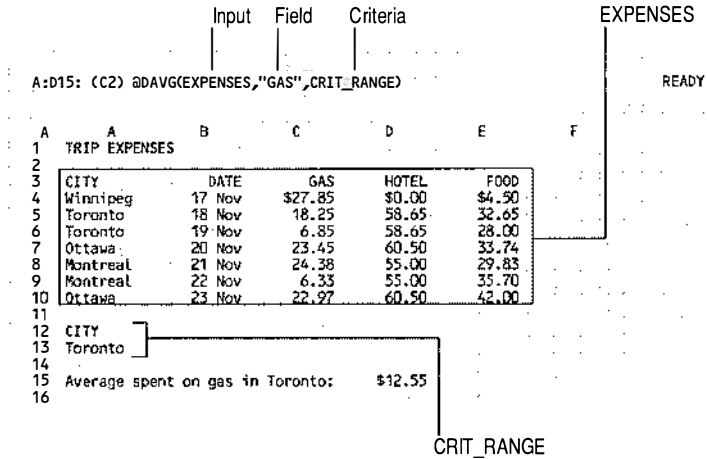 Input Field Criteria EXPENSES
A:D15: (C2) @DAVG(EXPENSES,"GAS",CRIT_RANGE) READY
A A B C D E F
1 TRIP EXPENSES
2
3 CITY DATE GAS HOTEL FOOD
4 Winnipeg 17 Nov $27.85 $0.00 $4.50
5 Toronto 18 Nov 18.25 58.65 32.65
6 Toronto 19 Nov 6.85 58.65 28.00
7 Ottawa 20 Nov 23.45 60.50 33.74
8 Montreal 21 Nov 24.38 55.00 29.83
9 Montreal 22 Nov 6.33 55.00 35.70
10 Ottawa 23 Nov 22.97 60.50 42.00
11
12 CITY
13 Toronto
14
15 Average spent on gas in Toronto: $12.55
16
CRIT_RANGE